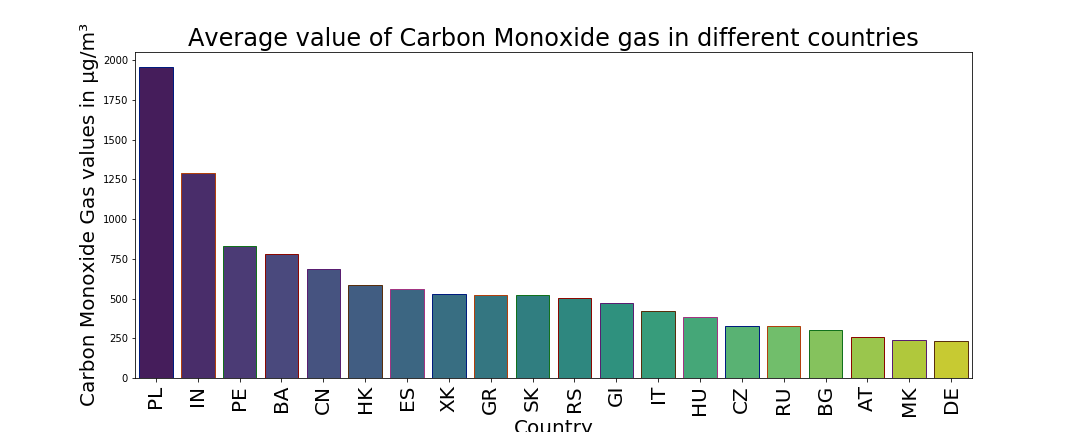 Average value of Carbon Monoxide gas in different countries
Carbon Monoxide Gas values in µg/m³
2000
1750
1500
1250
1000
750
500
250
0
PL IN PE BA CN HK ES XK GR SK RS GI IT HU CZ RU BG AT MK DE
Country